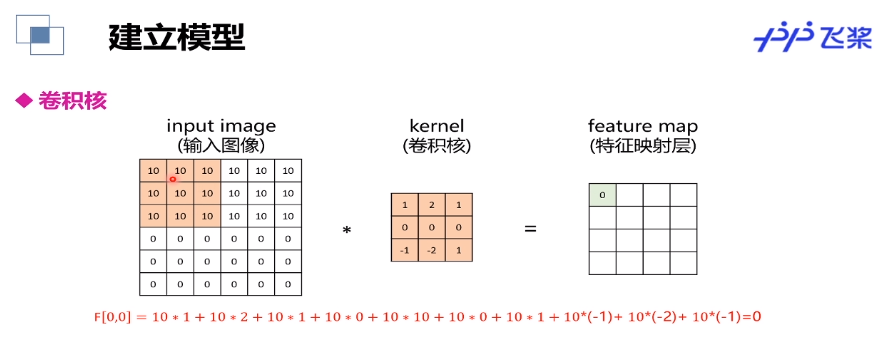 建立模型
飞桨
卷积核
input image
(输入图像)
kernel
(卷积核)
feature map
(特征映射层)
10 10 10 10 10 10
10 10 10 10 10 10
10 10 10 10 10 10
0 0 0 0 0 0
0 0 0 0 0 0
0 0 0 0 0 0
*
1 2 1
0 0 0
-1 -2 1
=
0
F[0,0] = 10 * 1 + 10 * 2 + 10 * 1 + 10 * 0 + 10 * 10 + 10 * 0 + 10 * 1 + 10*(-1)+ 10*(-2)+ 10*(-1)=0